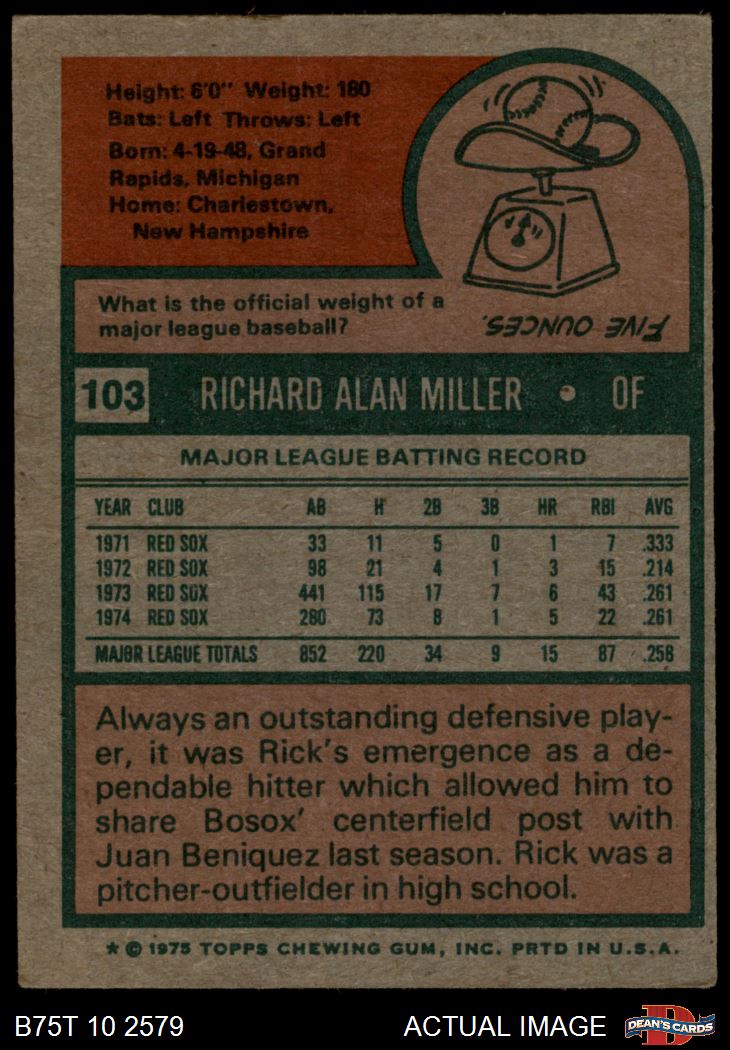 Height: 6'0" Weight: 180
Bats: Left Throws: Left
Born: 4-19-48, Grand
Rapids, Michigan
Home: Charlestown,
New Hampshire
What is the official weight of a
major league baseball?
FIVE OUNCES.
103 RICHARD ALAN MILLER • OF
MAJOR LEAGUE BATTING RECORD
YEAR CLUB AB H 2B 3B HR RBI AVG
1971 RED SOX 33 11 5 0 1 7 .333
1972 RED SOX 98 21 4 1 3 15 .214
1973 RED SOX 441 115 17 7 6 43 .261
1974 RED SOX 280 73 8 1 5 22 .261
MAJOR LEAGUE TOTALS 852 220 34 9 15 87 .258
Always an outstanding defensive play-
er, it was Rick's emergence as a de-
pendable hitter which allowed him to
share Bosox' centerfield post with
Juan Beniquez last season. Rick was a
pitcher-outfielder in high school.
★ © 1975 TOPPS CHEWING GUM, INC. PRTD IN U.S.A.
B75T 10 2579 ACTUAL IMAGE D DEAN'S CARDS